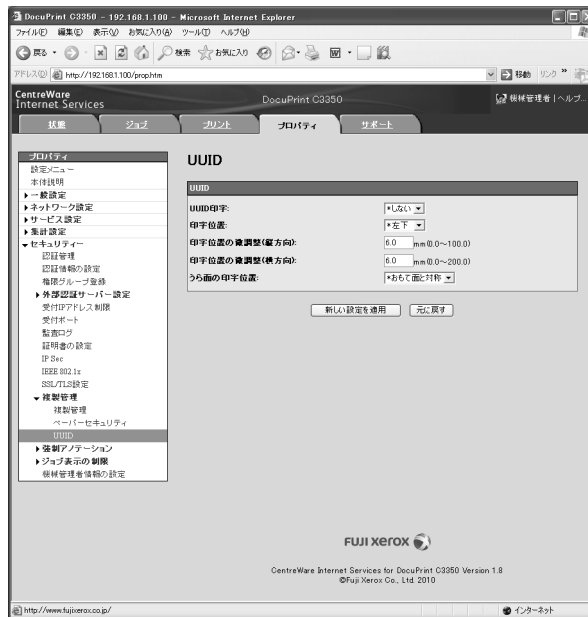 DocuPrint C3350 - 192.168.1.100 - Microsoft Internet Explorer
ファイル(F) 編集(E) 表示(V) お気に入り(A) ツール(T) ヘルプ(H)
戻る 検索 お気に入り
アドレス(D) http://192.168.1.100/prop.htm 移動 リンク »
CentreWare
Internet Services DocuPrint C3350 機械管理者 | ヘルプ...
状態 ジョブ プリント プロパティ サポート
プロパティ
設定メニュー
本体説明
一般設定
ネットワーク設定
サービス設定
集計設定
セキュリティー
認証管理
認証情報の設定
権限グループ登録
外部認証サーバー設定
受付IPアドレス制限
受付ポート
監査ログ
証明書の設定
IP Sec
IEEE 802.1x
SSL/TLS設定
複製管理
複製管理
ペーパーセキュリティ
UUID
強制アノテーション
ジョブ表示の制限
機械管理者情報の設定
UUID
UUID
UUID印字: *しない
印字位置: *左下
印字位置の微調整(縦方向): 6.0 mm(0.0~100.0)
印字位置の微調整(横方向): 6.0 mm(0.0~200.0)
うら面の印字位置: *おもて面と対称
新しい設定を適用 元に戻す
FUJI XEROX
CentreWare Internet Services for DocuPrint C3350 Version 1.8
©Fuji Xerox Co., Ltd. 2010
http://www.fujixerox.co.jp/ インターネット